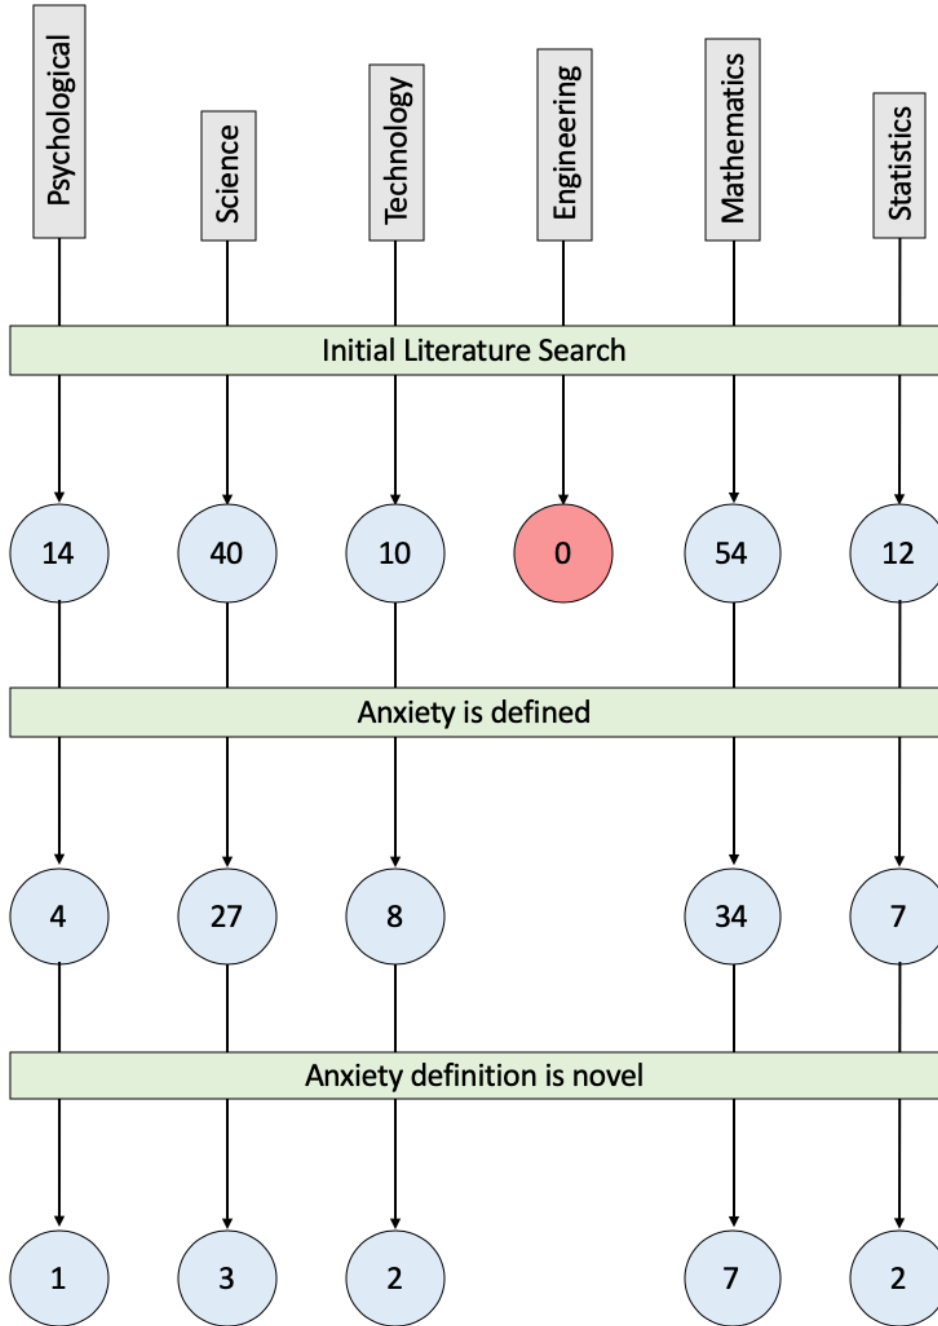 Psychological
Science
Technology
Engineering
Mathematics
Statistics
Initial Literature Search
14
40
10
0
54
12
Anxiety is defined
4
27
8
34
7
Anxiety definition is novel
1
3
2
7
2